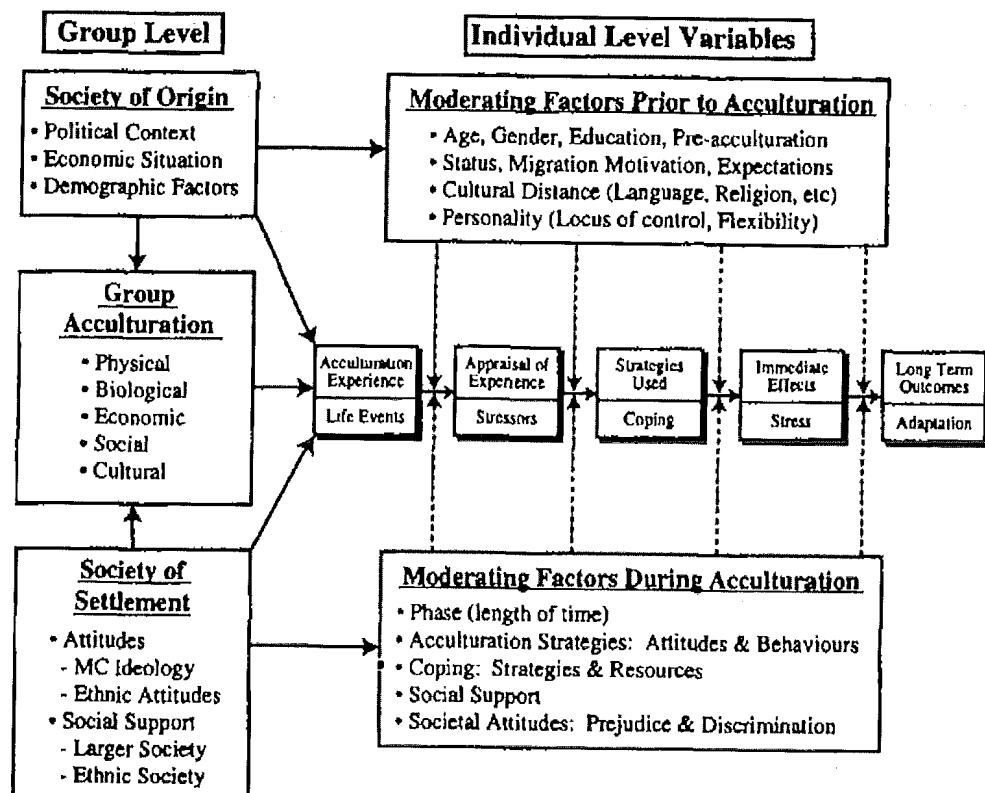 Group Level
Individual Level Variables
Society of Origin
• Political Context
• Economic Situation
• Demographic Factors
Moderating Factors Prior to Acculturation
• Age, Gender, Education, Pre-acculturation
• Status, Migration Motivation, Expectations
• Cultural Distance (Language, Religion, etc)
• Personality (Locus of control, Flexibility)
Group
Acculturation
• Physical
• Biological
• Economic
• Social
• Cultural
Acculturation
Experience
Life Events
Appraisal of
Experience
Stressors
Strategies
Used
Coping
Immediate
Effects
Stress
Long Term
Outcomes
Adaptation
Society of
Settlement
• Attitudes
- MC Ideology
- Ethnic Attitudes
• Social Support
- Larger Society
- Ethnic Society
Moderating Factors During Acculturation
• Phase (length of time)
• Acculturation Strategies: Attitudes & Behaviours
• Coping: Strategies & Resources
• Social Support
• Societal Attitudes: Prejudice & Discrimination